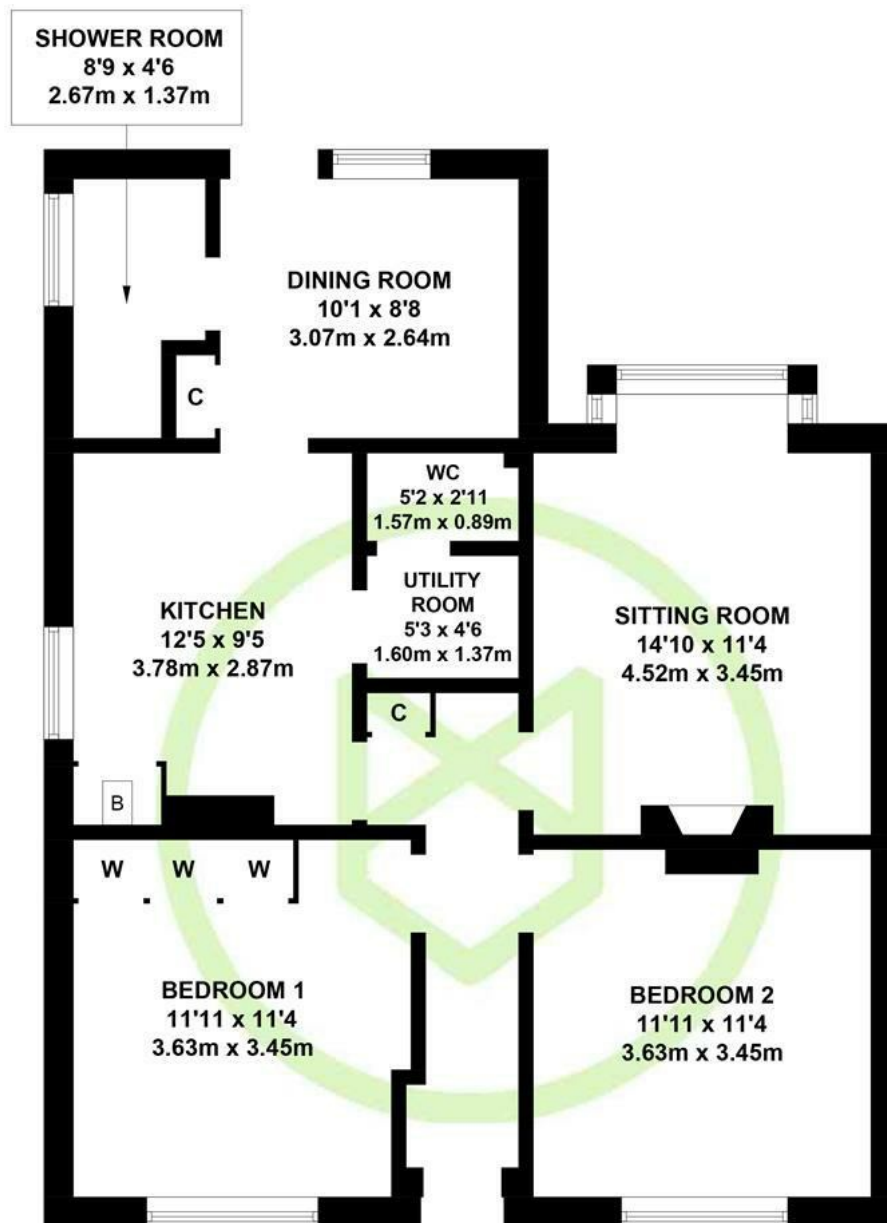 SHOWER ROOM
8'9 x 4'6
2.67m x 1.37m
DINING ROOM
10'1 x 8'8
3.07m x 2.64m
C
WC
5'2 x 2'11
1.57m x 0.89m
UTILITY
ROOM
5'3 x 4'6
1.60m x 1.37m
KITCHEN
12'5 x 9'5
3.78m x 2.87m
SITTING ROOM
14'10 x 11'4
4.52m x 3.45m
C
B
W W W
BEDROOM 1
11'11 x 11'4
3.63m x 3.45m
BEDROOM 2
11'11 x 11'4
3.63m x 3.45m